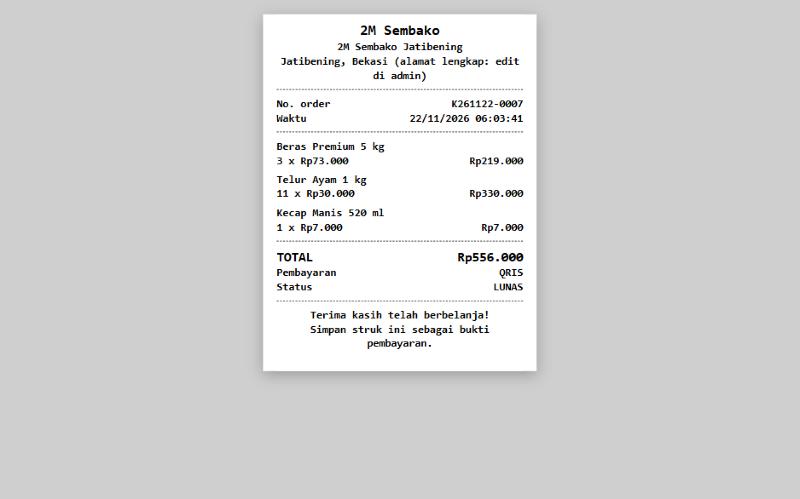 2M Sembako
2M Sembako Jatibening
Jatibening, Bekasi (alamat lengkap: edit
di admin)
No. order K261122-0007
Waktu 22/11/2026 06:03:41
Beras Premium 5 kg
3 x Rp73.000 Rp219.000
Telur Ayam 1 kg
11 x Rp30.000 Rp330.000
Kecap Manis 520 ml
1 x Rp7.000 Rp7.000
TOTAL Rp556.000
Pembayaran QRIS
Status LUNAS
Terima kasih telah berbelanja!
Simpan struk ini sebagai bukti
pembayaran.